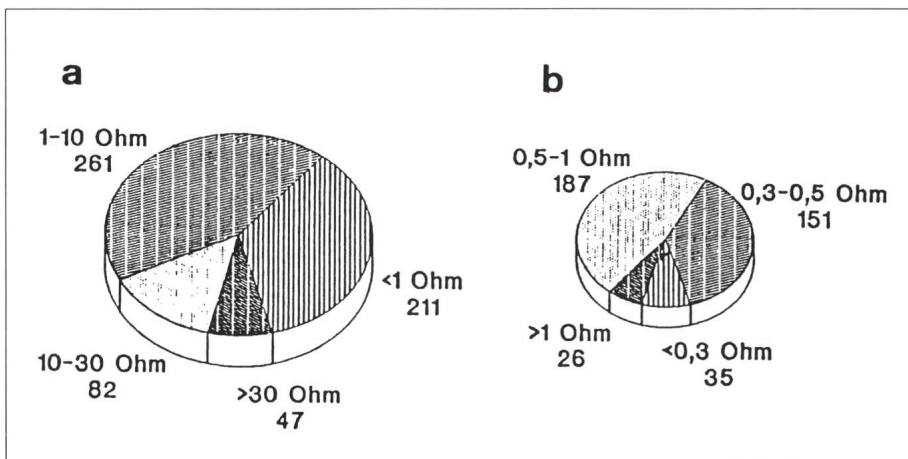 a
1-10 Ohm
261
<1 Ohm
211
10-30 Ohm
82
>30 Ohm
47
b
0,5-1 Ohm
187
0,3-0,5 Ohm
151
>1 Ohm
26
<0,3 Ohm
35